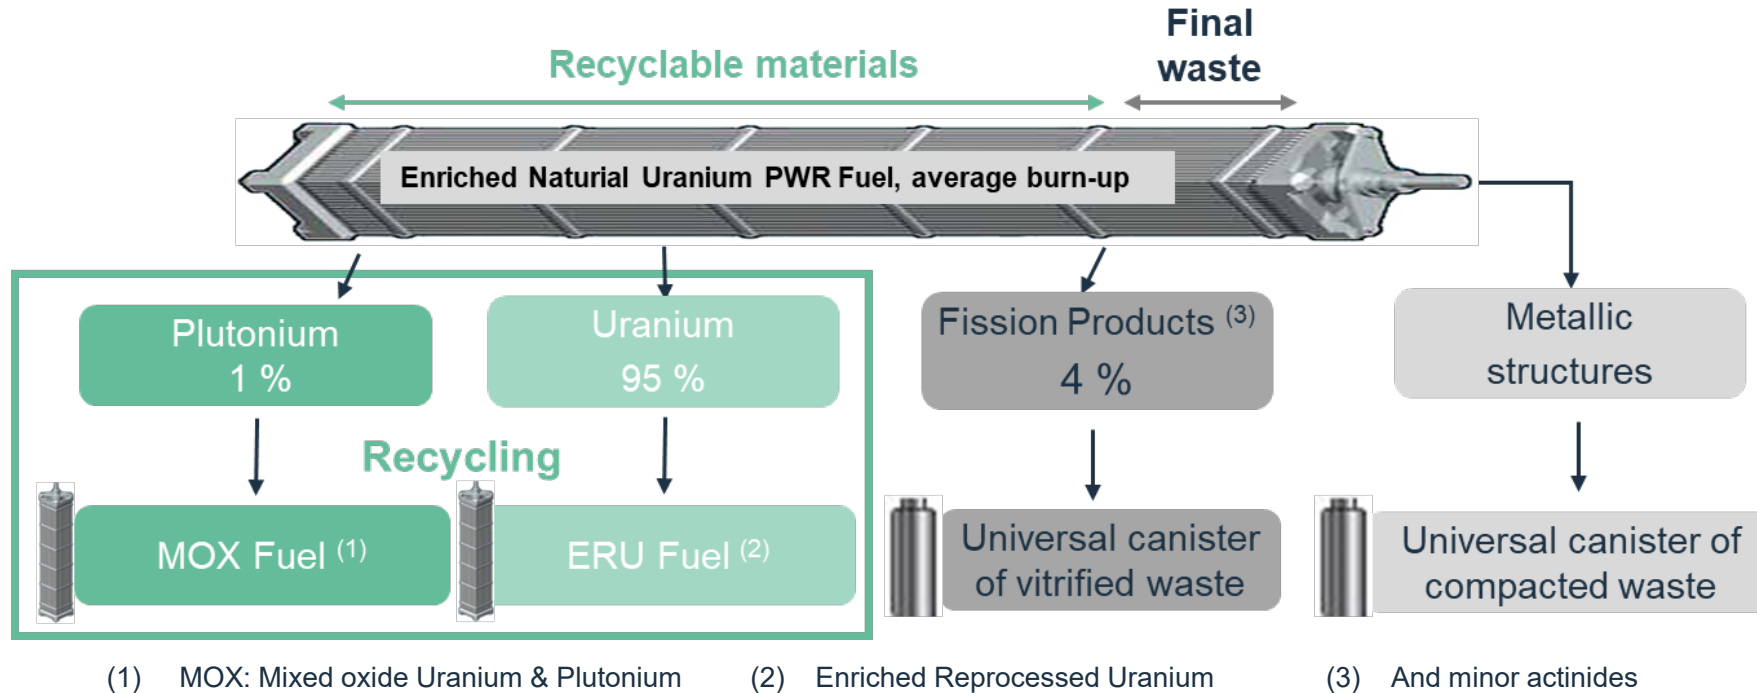 Final
waste
Recyclable materials
Enriched Naturial Uranium PWR Fuel, average burn-up
Plutonium
1 %
Uranium
95 %
Fission Products (3)
4 %
Metallic
structures
Recycling
MOX Fuel (1)
ERU Fuel (2)
Universal canister
of vitrified waste
Universal canister of
compacted waste
(1) MOX: Mixed oxide Uranium & Plutonium
(2) Enriched Reprocessed Uranium
(3) And minor actinides